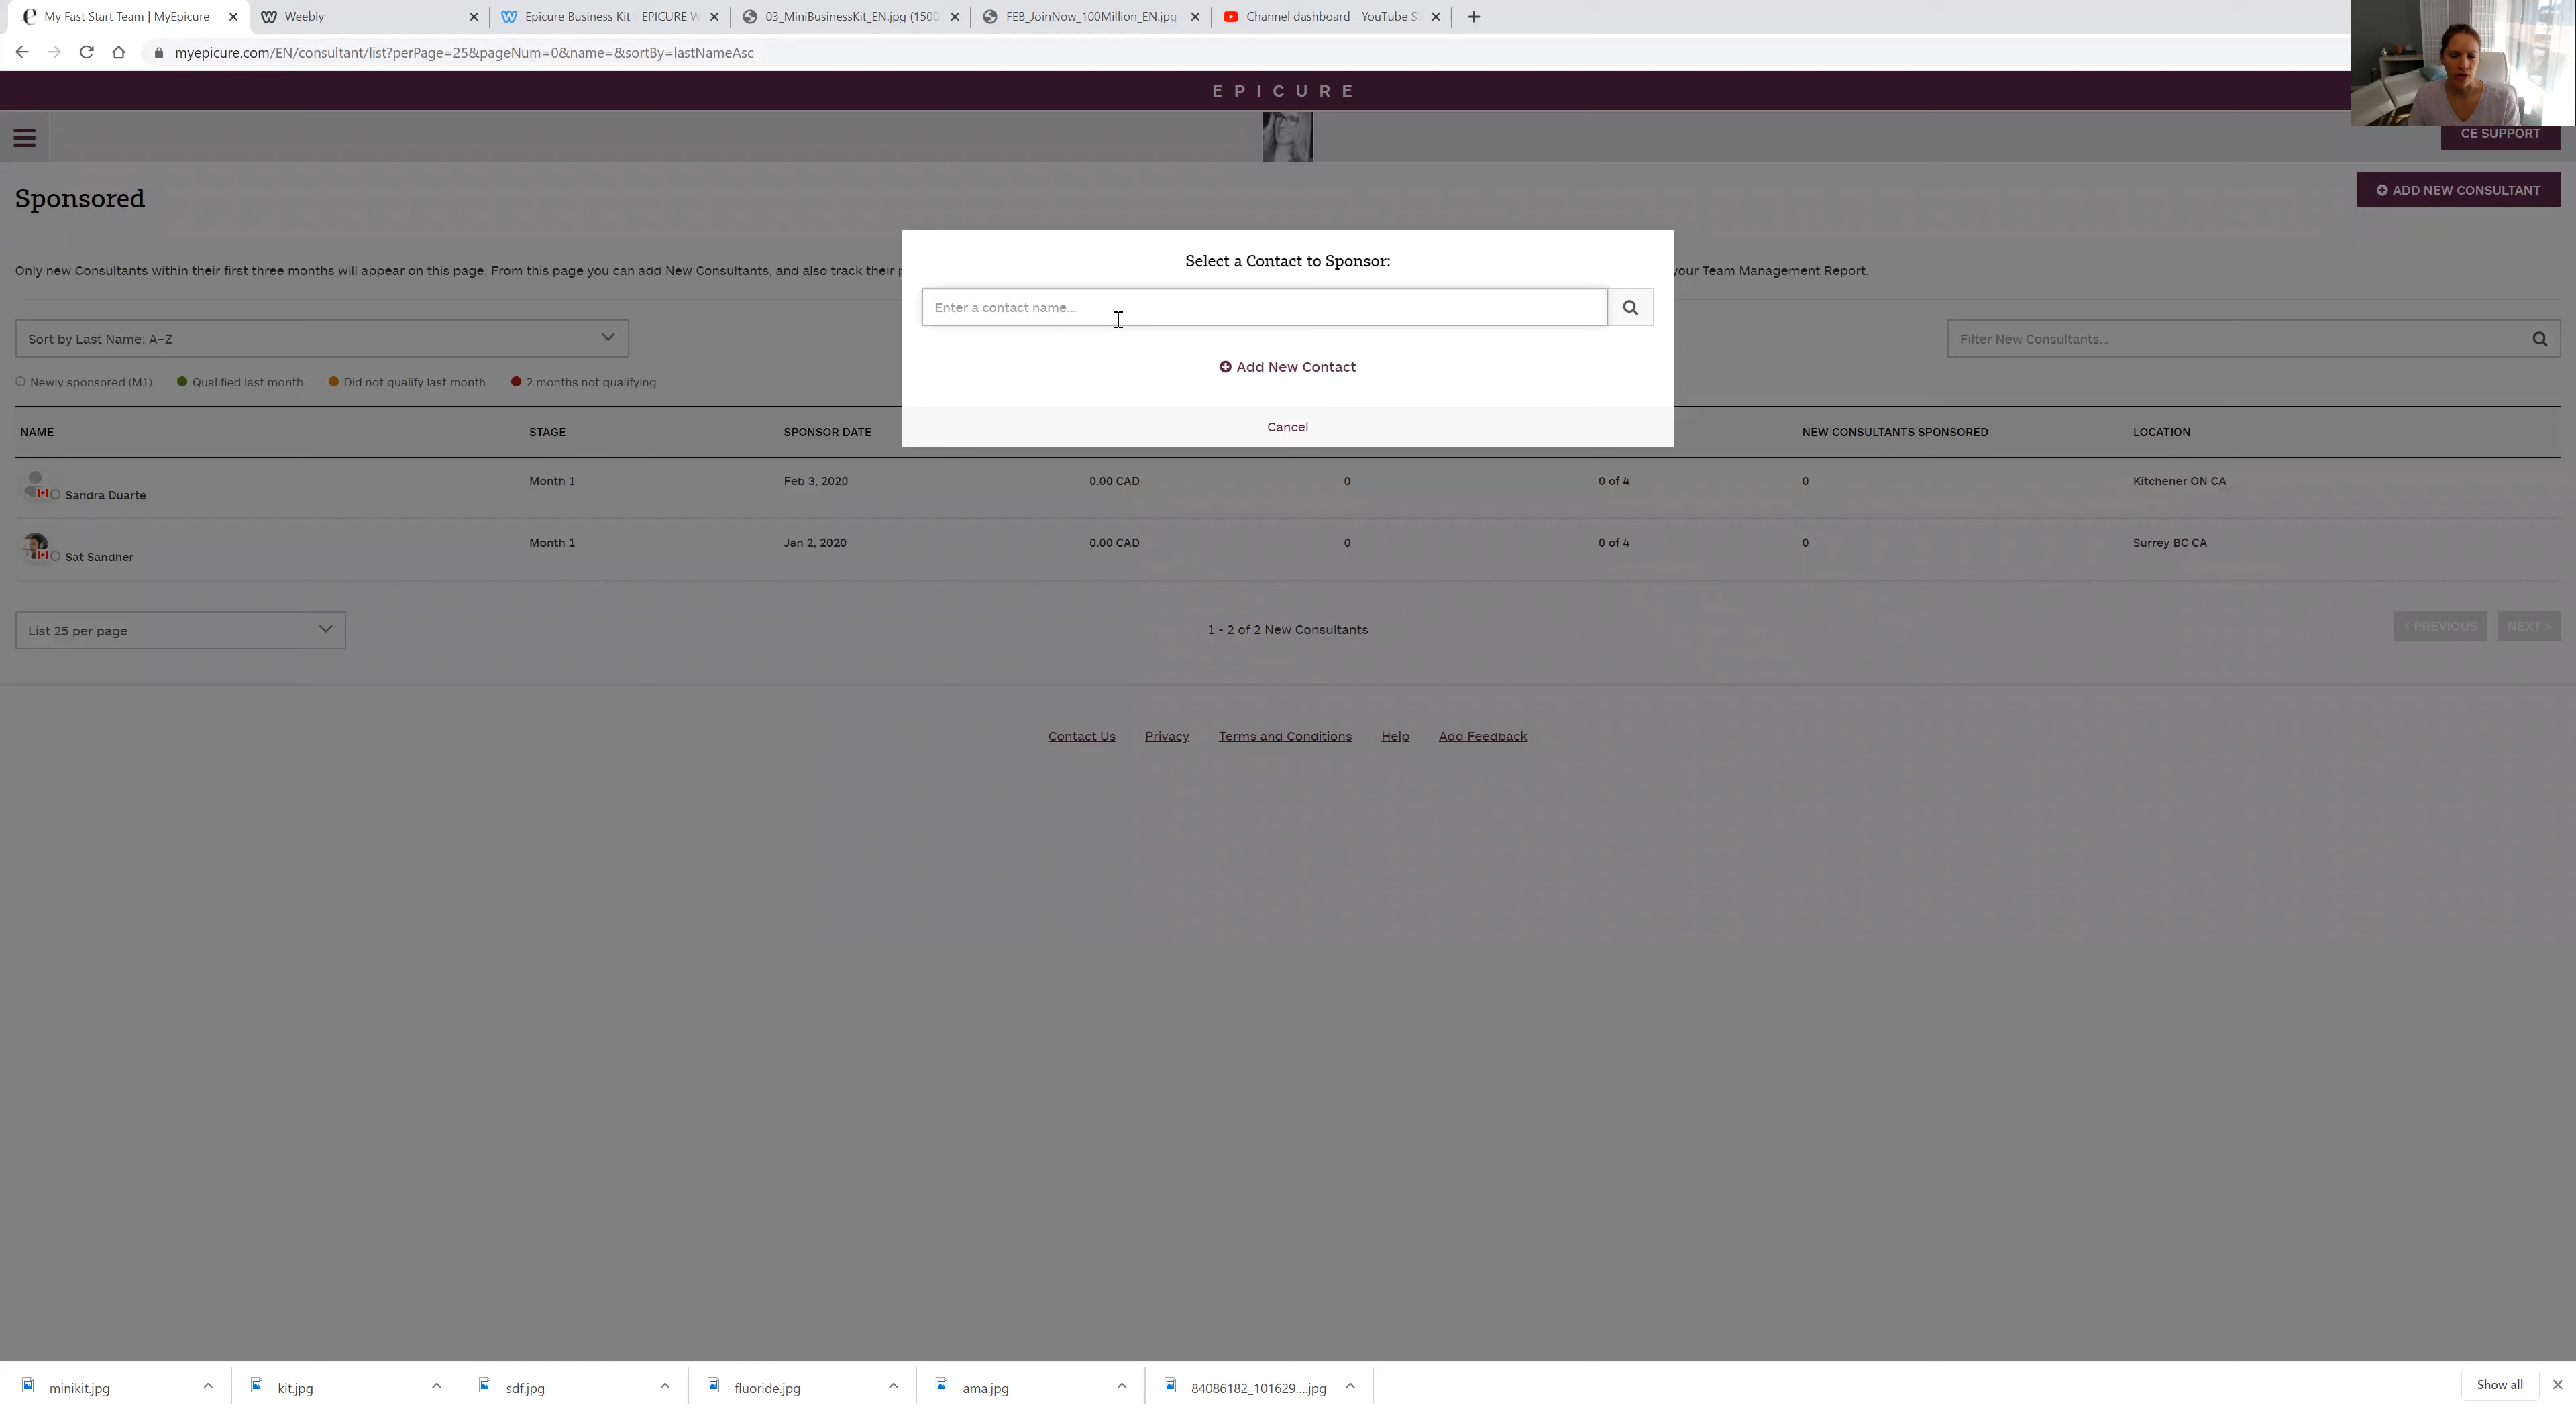 My Fast Start Team | MyEpicure
Weebly
Epicure Business Kit - EPICURE W
03_MiniBusinessKit_EN.jpg (1500
FEB_JoinNow_100Million_EN.jpg
Channel dashboard - YouTube St
myepicure.com/EN/consultant/list?perPage=25&pageNum=0&name=&sortBy=lastNameAsc
EPICURE
CE SUPPORT
Sponsored
ADD NEW CONSULTANT
Only new Consultants within their first three months will appear on this page. From this page you can add New Consultants, and also track their your Team Management Report.
Select a Contact to Sponsor:
Enter a contact name...
Add New Contact
Cancel
Sort by Last Name: A–Z
Filter New Consultants...
Newly sponsored (M1) Qualified last month Did not qualify last month 2 months not qualifying
NAME STAGE SPONSOR DATE NEW CONSULTANTS SPONSORED LOCATION
Sandra Duarte Month 1 Feb 3, 2020 0.00 CAD 0 0 of 4 0 Kitchener ON CA
Sat Sandher Month 1 Jan 2, 2020 0.00 CAD 0 0 of 4 0 Surrey BC CA
List 25 per page
1 - 2 of 2 New Consultants
< PREVIOUS NEXT >
Contact Us Privacy Terms and Conditions Help Add Feedback
minikit.jpg kit.jpg sdf.jpg fluoride.jpg ama.jpg 84086182_101629....jpg Show all